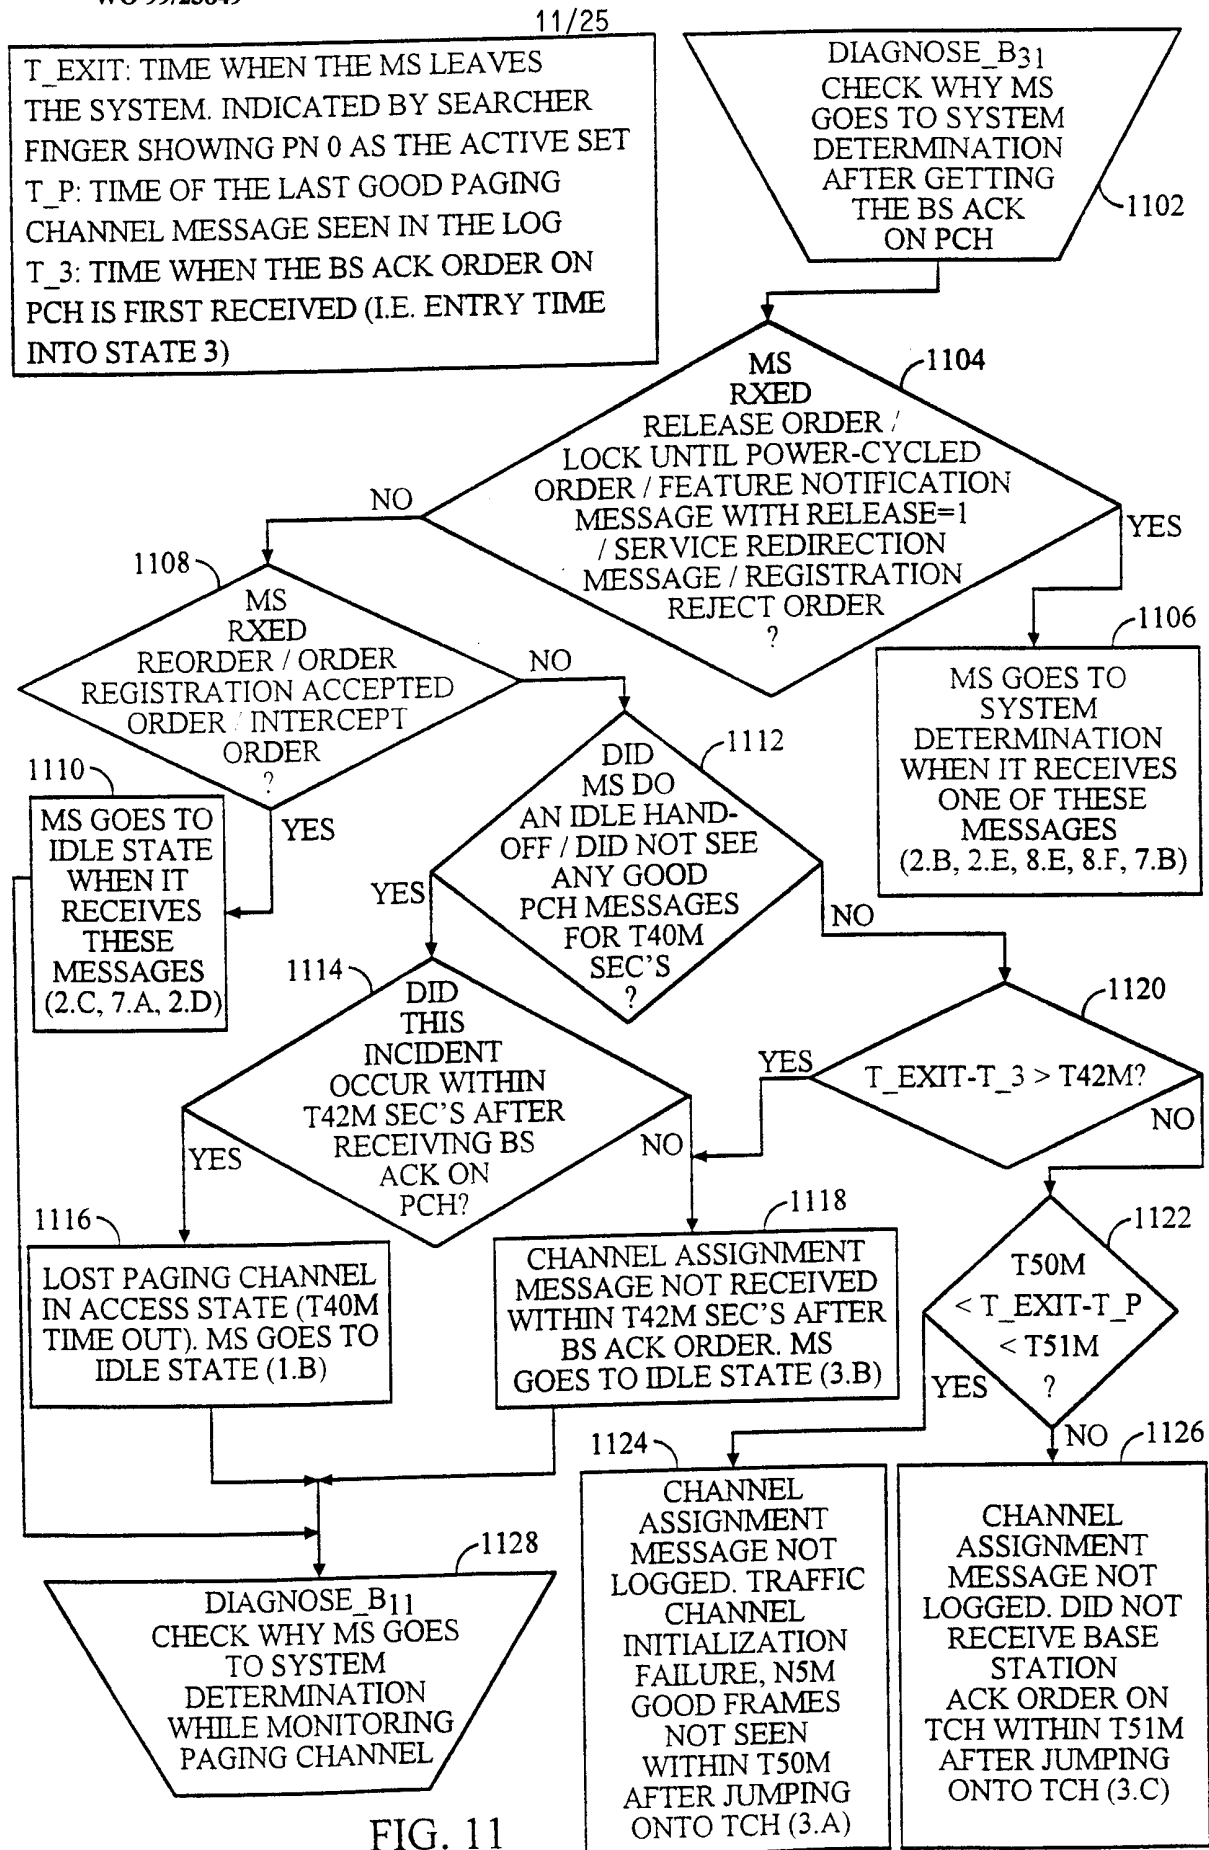 11/25
T_EXIT: TIME WHEN THE MS LEAVES
THE SYSTEM. INDICATED BY SEARCHER
FINGER SHOWING PN 0 AS THE ACTIVE SET
T_P: TIME OF THE LAST GOOD PAGING
CHANNEL MESSAGE SEEN IN THE LOG
T_3: TIME WHEN THE BS ACK ORDER ON
PCH IS FIRST RECEIVED (I.E. ENTRY TIME
INTO STATE 3)
DIAGNOSE_B31
CHECK WHY MS
GOES TO SYSTEM
DETERMINATION
AFTER GETTING
THE BS ACK
ON PCH
1102
MS
RXED
RELEASE ORDER /
LOCK UNTIL POWER-CYCLED
ORDER / FEATURE NOTIFICATION
MESSAGE WITH RELEASE=1
/ SERVICE REDIRECTION
MESSAGE / REGISTRATION
REJECT ORDER
?
1104
NO
YES
1108
MS
RXED
REORDER / ORDER
REGISTRATION ACCEPTED
ORDER / INTERCEPT
ORDER
?
NO
YES
1106
MS GOES TO
SYSTEM
DETERMINATION
WHEN IT RECEIVES
ONE OF THESE
MESSAGES
(2.B, 2.E, 8.E, 8.F, 7.B)
1110
MS GOES TO
IDLE STATE
WHEN IT
RECEIVES
THESE
MESSAGES
(2.C, 7.A, 2.D)
1112
DID
MS DO
AN IDLE HAND-
OFF / DID NOT SEE
ANY GOOD
PCH MESSAGES
FOR T40M
SEC'S
?
YES
NO
1114
DID
THIS
INCIDENT
OCCUR WITHIN
T42M SEC'S AFTER
RECEIVING BS
ACK ON
PCH?
YES
NO
1120
T_EXIT-T_3 > T42M?
YES
NO
1116
LOST PAGING CHANNEL
IN ACCESS STATE (T40M
TIME OUT). MS GOES TO
IDLE STATE (1.B)
1118
CHANNEL ASSIGNMENT
MESSAGE NOT RECEIVED
WITHIN T42M SEC'S AFTER
BS ACK ORDER. MS
GOES TO IDLE STATE (3.B)
1122
T50M
< T_EXIT-T_P
< T51M
?
YES
NO
1124
CHANNEL
ASSIGNMENT
MESSAGE NOT
LOGGED. TRAFFIC
CHANNEL
INITIALIZATION
FAILURE, N5M
GOOD FRAMES
NOT SEEN
WITHIN T50M
AFTER JUMPING
ONTO TCH (3.A)
1126
CHANNEL
ASSIGNMENT
MESSAGE NOT
LOGGED. DID NOT
RECEIVE BASE
STATION
ACK ORDER ON
TCH WITHIN T51M
AFTER JUMPING
ONTO TCH (3.C)
1128
DIAGNOSE_B11
CHECK WHY MS GOES
TO SYSTEM
DETERMINATION
WHILE MONITORING
PAGING CHANNEL
FIG. 11